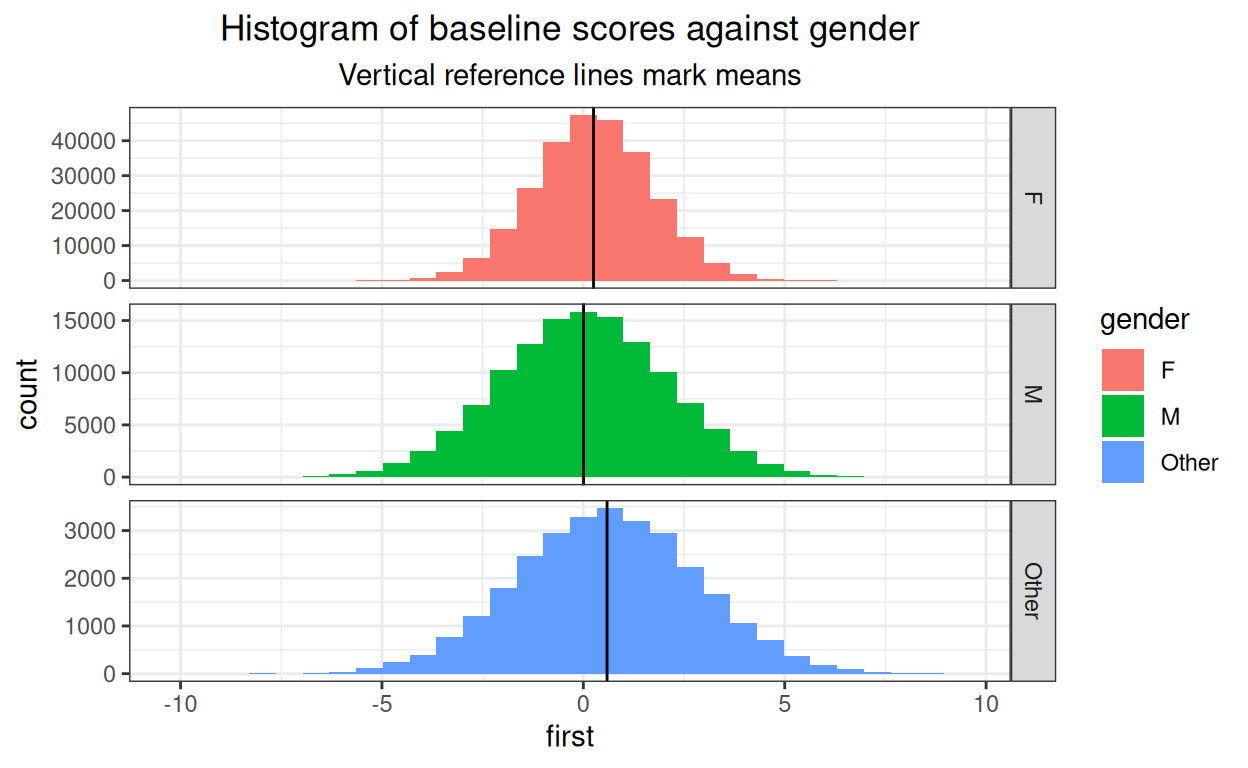 Histogram of baseline scores against gender
Vertical reference lines mark means
40000
30000
20000
10000
0
F
15000
10000
5000
0
M
3000
2000
1000
0
Other
count
-10 -5 0 5 10
first
gender
F
M
Other